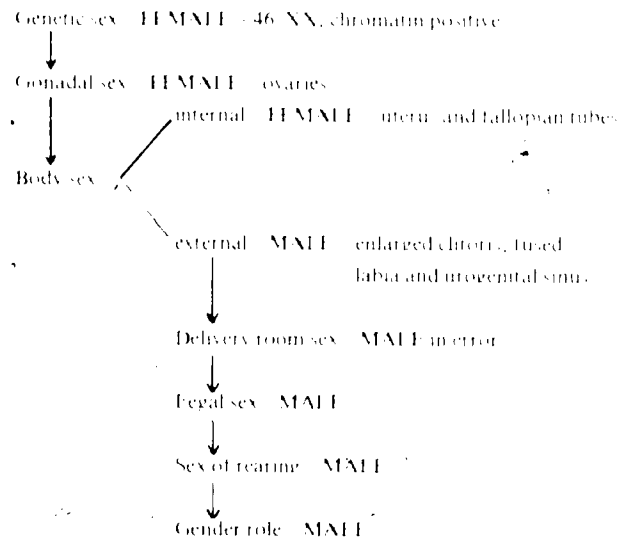 Genetic sex FEMALE - 46 XX, chromatin positive
Gonadal sex FEMALE ovaries
internal FEMALE uteru and fallopian tubes
Body sex
external MALE enlarged clitoris, fused
labia and urogenital sinus
Delivery room sex MALE in error
Legal sex MALE
Sex of rearing MALE
Gender role MALE